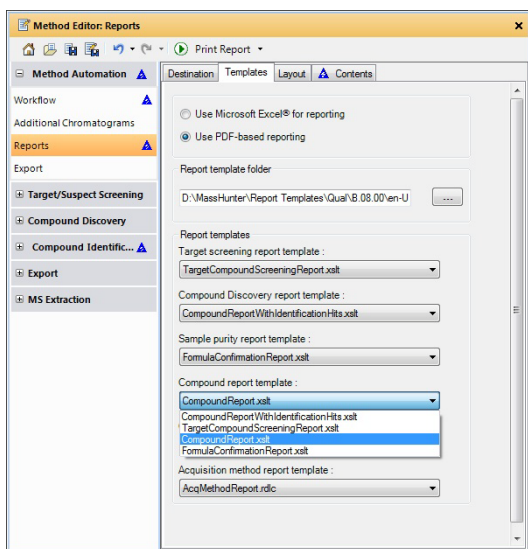 Method Editor: Reports
Print Report
Method Automation
Workflow
Additional Chromatograms
Reports
Export
Target/Suspect Screening
Compound Discovery
Compound Identific...
Export
MS Extraction
Destination Templates Layout Contents
Use Microsoft Excel® for reporting
Use PDF-based reporting
Report template folder
D:\MassHunter\Report Templates\Qual\B.08.00\en-U
...
Report templates
Target screening report template :
TargetCompoundScreeningReport.xslt
Compound Discovery report template :
CompoundReportWithIdentificationHits.xslt
Sample purity report template :
FormulaConfirmationReport.xslt
Compound report template :
CompoundReport.xslt
CompoundReportWithIdentificationHits.xslt
TargetCompoundScreeningReport.xslt
CompoundReport.xslt
FormulaConfirmationReport.xslt
Acquisition method report template :
AcqMethodReport.rdlc